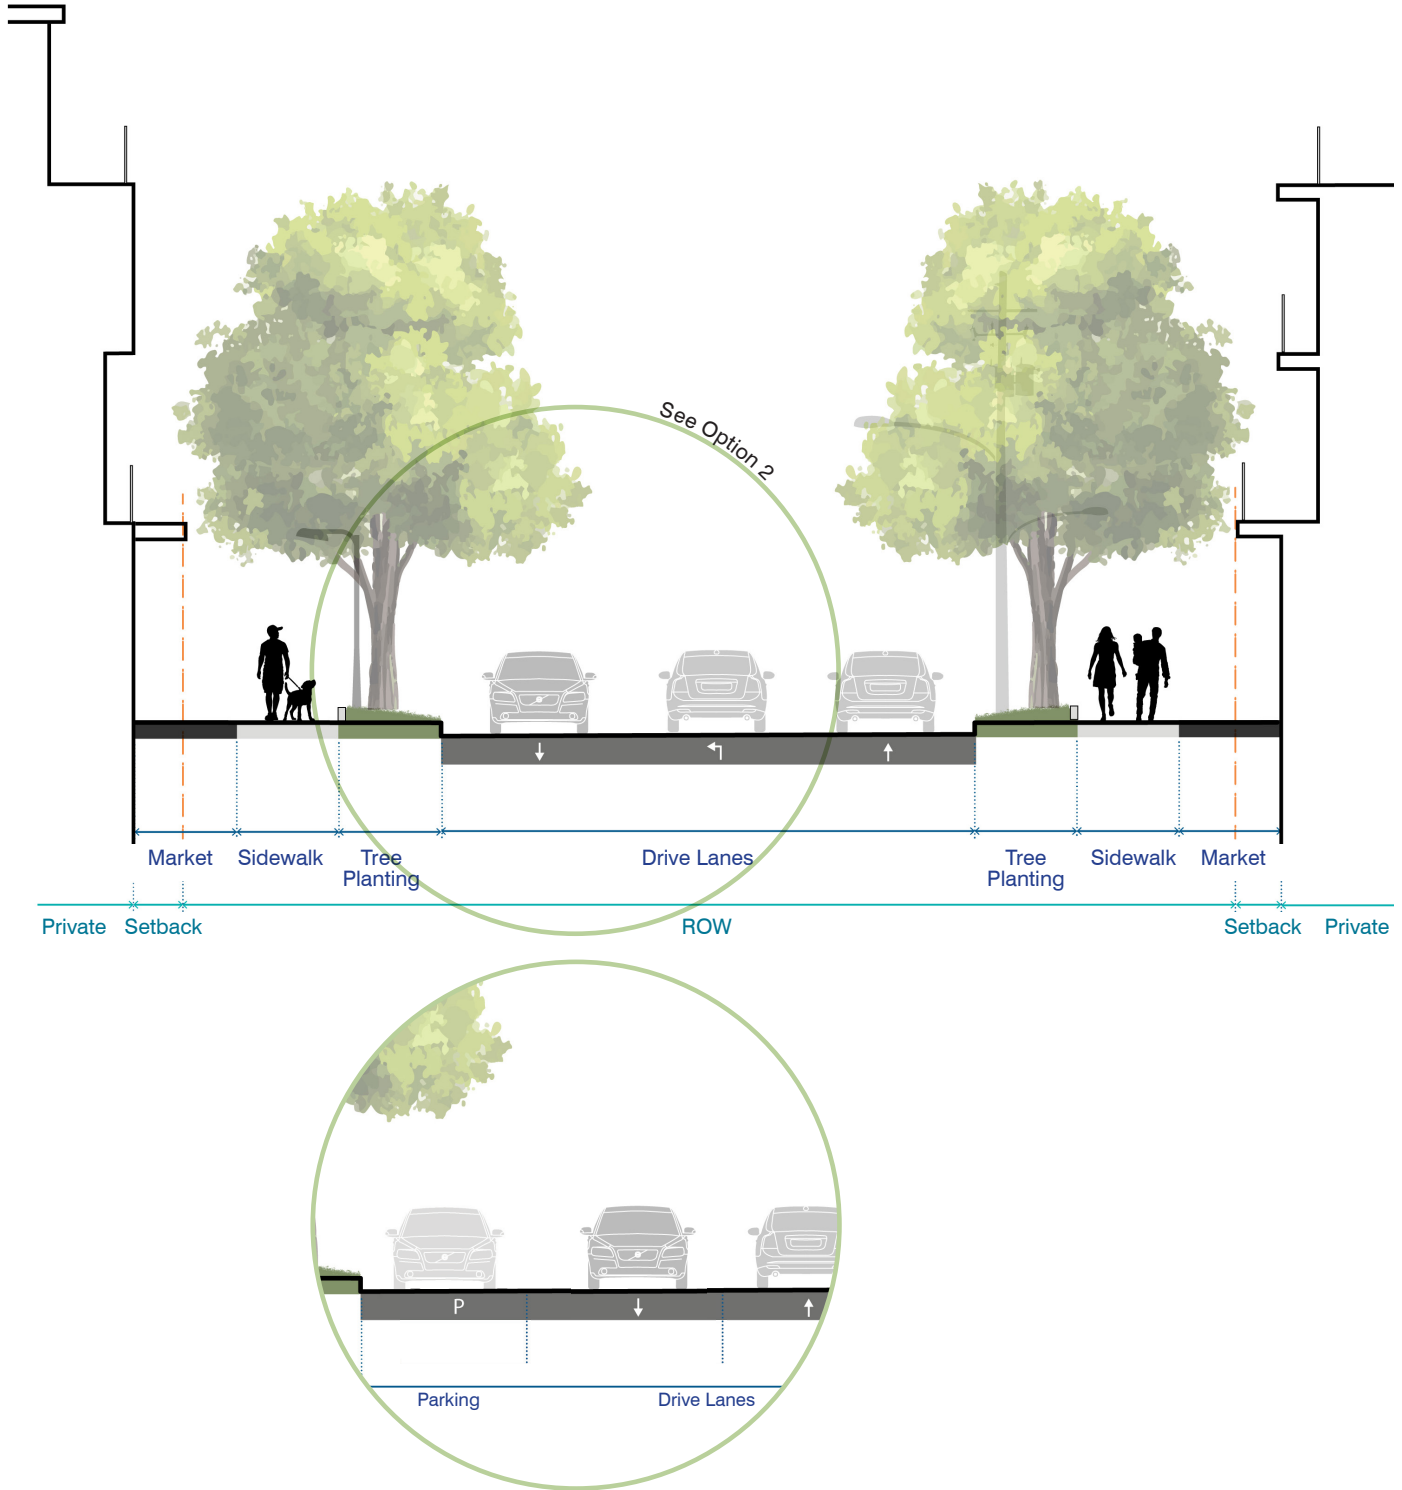 See Option 2
Market Sidewalk Tree Planting Drive Lanes Tree Planting Sidewalk Market
Private Setback ROW Setback Private
P
Parking Drive Lanes